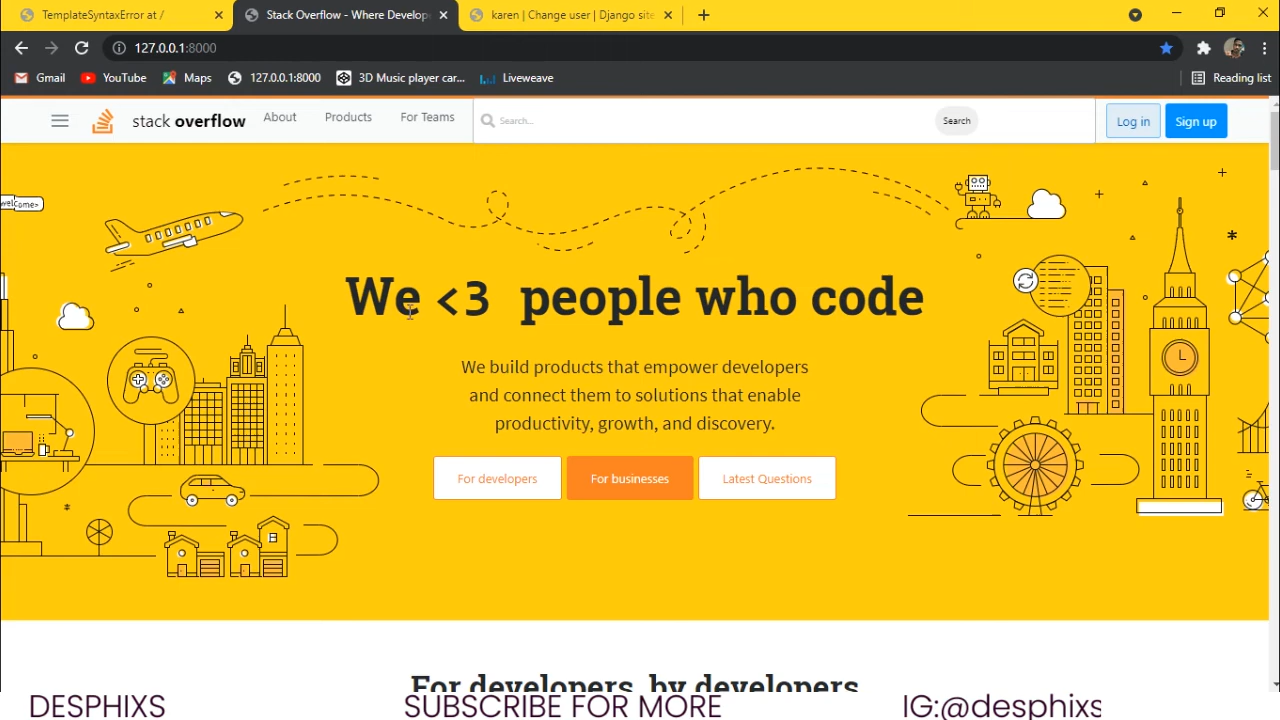 TemplateSyntaxError at /
Stack Overflow - Where Develop
karen | Change user | Django site
127.0.0.1:8000
Gmail
YouTube
Maps
127.0.0.1:8000
3D Music player car...
Liveweave
Reading list
stack overflow
About
Products
For Teams
Search...
Search
Log in
Sign up
We <3 people who code
We build products that empower developers
and connect them to solutions that enable
productivity, growth, and discovery.
For developers
For businesses
Latest Questions
For developers, by developers
DESPHIXS
SUBSCRIBE FOR MORE
IG:@desphixs